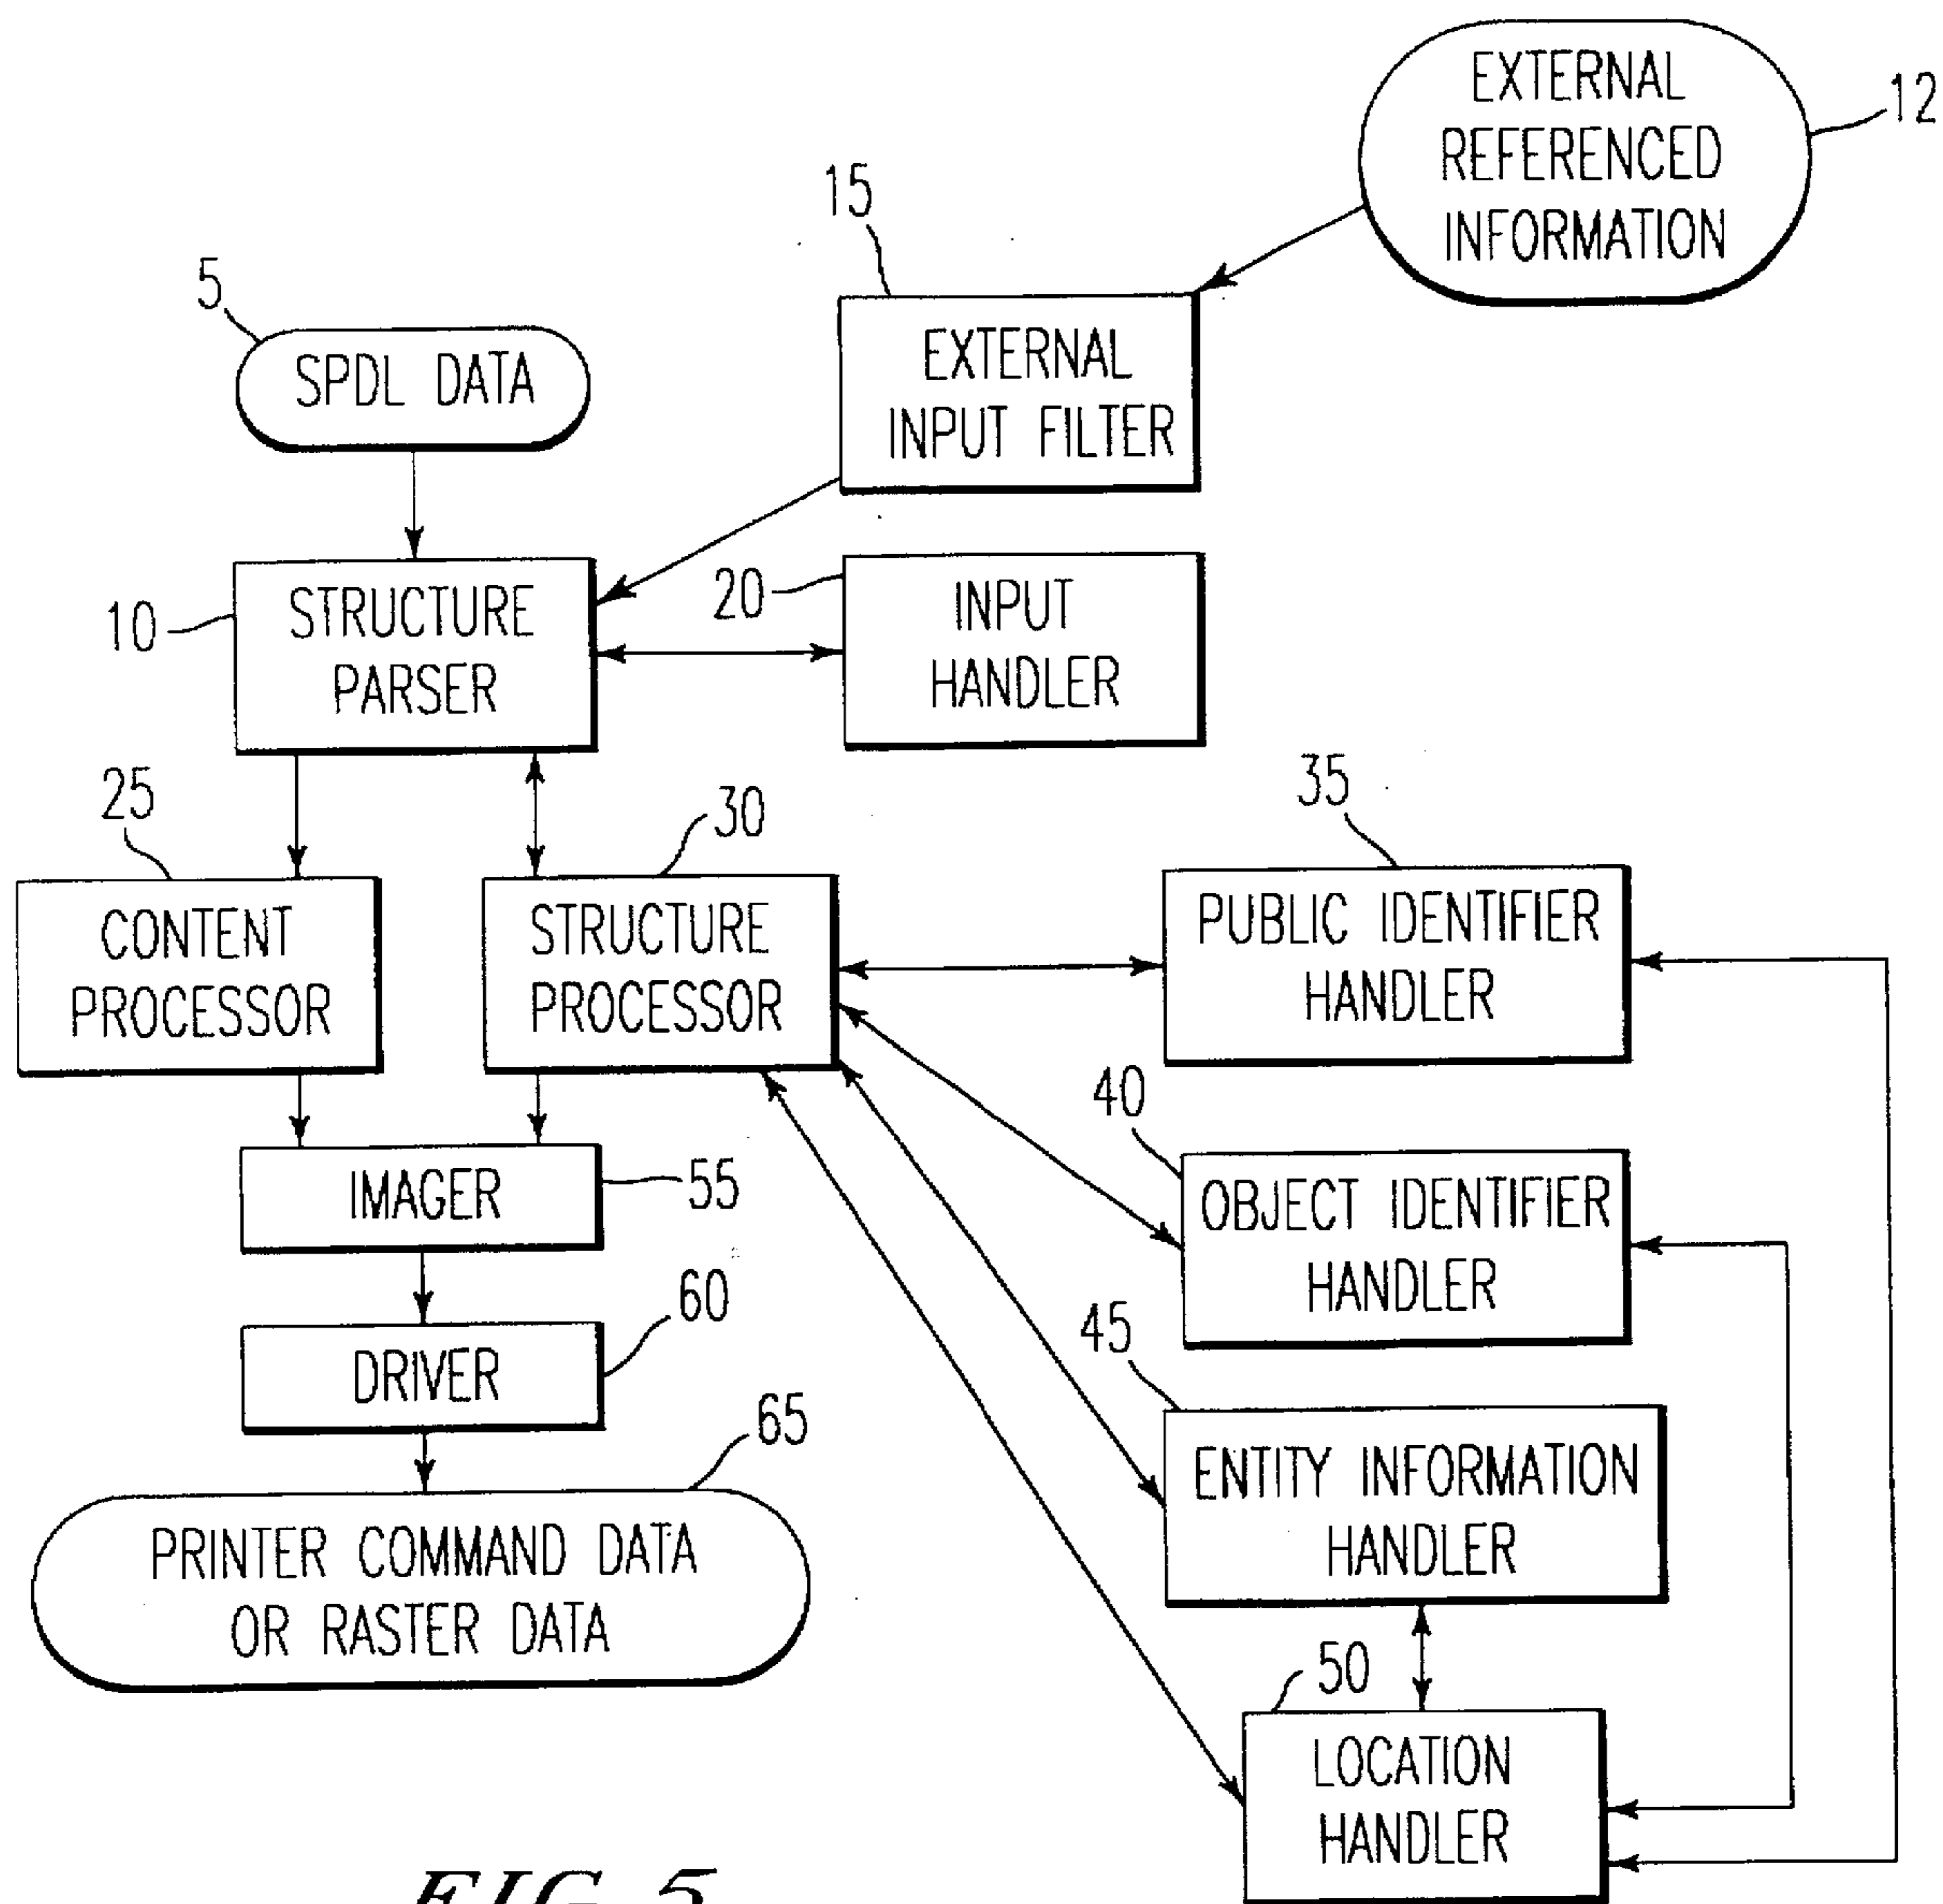 EXTERNAL
REFERENCED
INFORMATION
12
15
EXTERNAL
INPUT FILTER
5
SPDL DATA
10
STRUCTURE
PARSER
20
INPUT
HANDLER
25
CONTENT
PROCESSOR
30
STRUCTURE
PROCESSOR
35
PUBLIC IDENTIFIER
HANDLER
40
OBJECT IDENTIFIER
HANDLER
IMAGER
55
DRIVER
60
45
ENTITY INFORMATION
HANDLER
65
PRINTER COMMAND DATA
OR RASTER DATA
50
LOCATION
HANDLER
FIG. 5